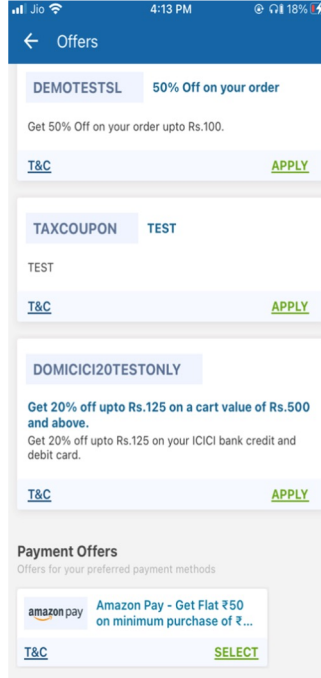 Jio 4:13 PM 18%
Offers
DEMOTESTSL 50% Off on your order
Get 50% Off on your order upto Rs.100.
T&C APPLY
TAXCOUPON TEST
TEST
T&C APPLY
DOMICICI20TESTONLY
Get 20% off upto Rs.125 on a cart value of Rs.500
and above.
Get 20% off upto Rs.125 on your ICICI bank credit and
debit card.
T&C APPLY
Payment Offers
Offers for your preferred payment methods
amazon pay Amazon Pay - Get Flat ₹50
on minimum purchase of ₹...
T&C SELECT